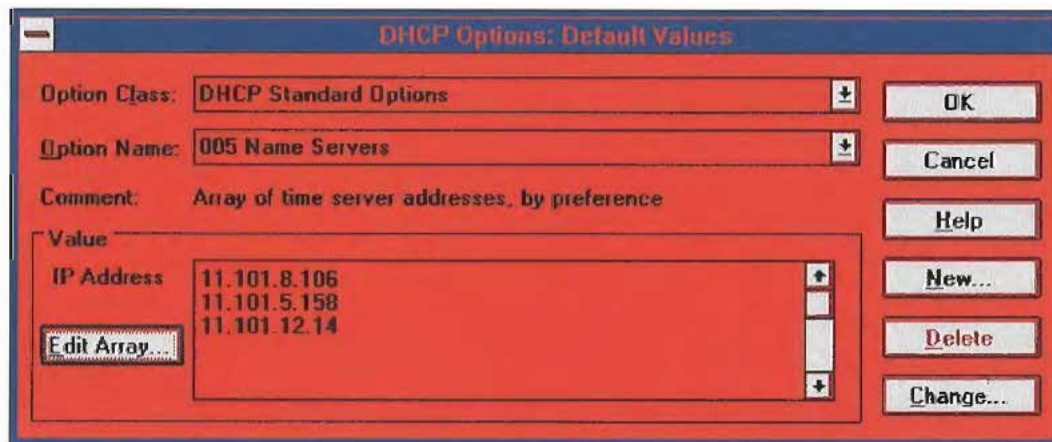 DHCP Options: Default Values
Option Class: DHCP Standard Options
OK
Option Name: 005 Name Servers
Cancel
Comment: Array of time server addresses, by preference
Help
Value
IP Address
11.101.8.106
11.101.5.158
11.101.12.14
New...
Edit Array...
Delete
Change...